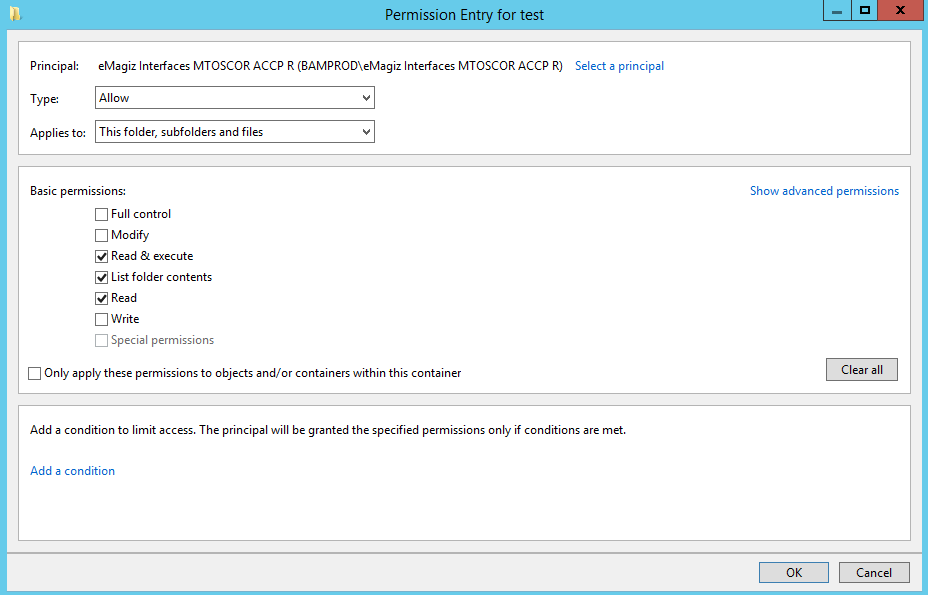 Permission Entry for test
Principal: eMagiz Interfaces MTOSCOR ACCP R (BAMPROD\eMagiz Interfaces MTOSCOR ACCP R) Select a principal
Type: Allow
Applies to: This folder, subfolders and files
Basic permissions: Show advanced permissions
Full control
Modify
Read & execute
List folder contents
Read
Write
Special permissions
Only apply these permissions to objects and/or containers within this container Clear all
Add a condition to limit access. The principal will be granted the specified permissions only if conditions are met.
Add a condition
OK Cancel